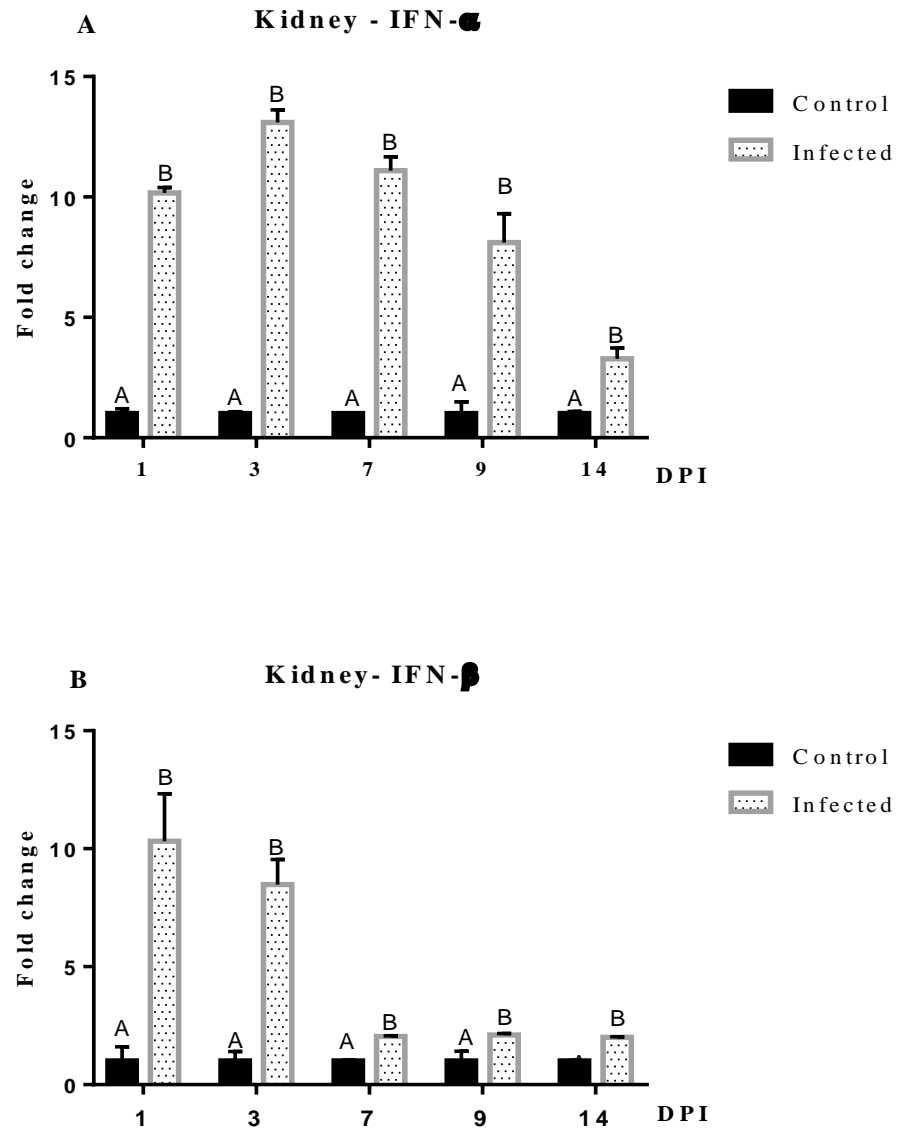 A Kidney - IFN-α
15
10
5
0
Fold change
A B A B A B A B A B
1 3 7 9 14 DPI
Control
Infected
B Kidney- IFN-β
15
10
5
0
Fold change
A B A B A B A B B
1 3 7 9 14 DPI
Control
Infected